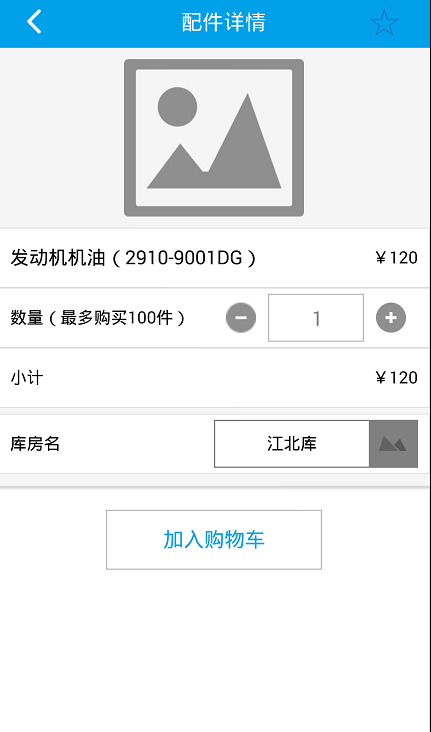 配件详情
发动机机油（2910-9001DG）
￥120
数量（最多购买100件）
1
小计
￥120
库房名
江北库
加入购物车